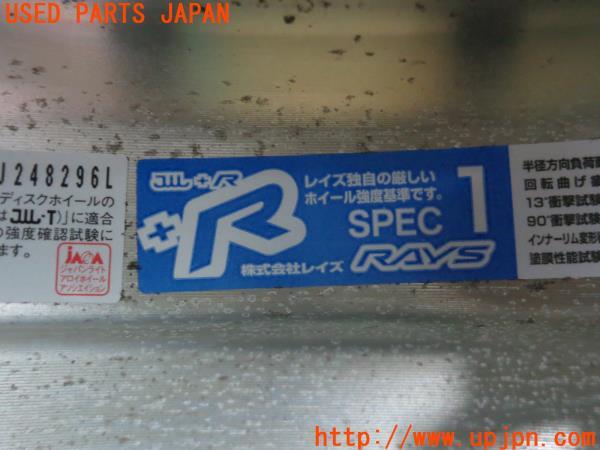 USED PARTS JAPAN
J248296L
ディスクホイールの
はJWL-T)」に適合
の強度確認試験に
ます。
JAWA
ジャパンライト
アロイホイール
アソシエイション
JWL+R
+R
レイズ独自の厳しい
ホイール強度基準です。
SPEC 1
株式会社レイズ
RAYS
半径方向負荷
回転曲げ
13°衝撃試験
90°衝撃試験
インナーリム変形
塗膜性能試験
USED PARTS JAPAN
http://www.upjpn.com